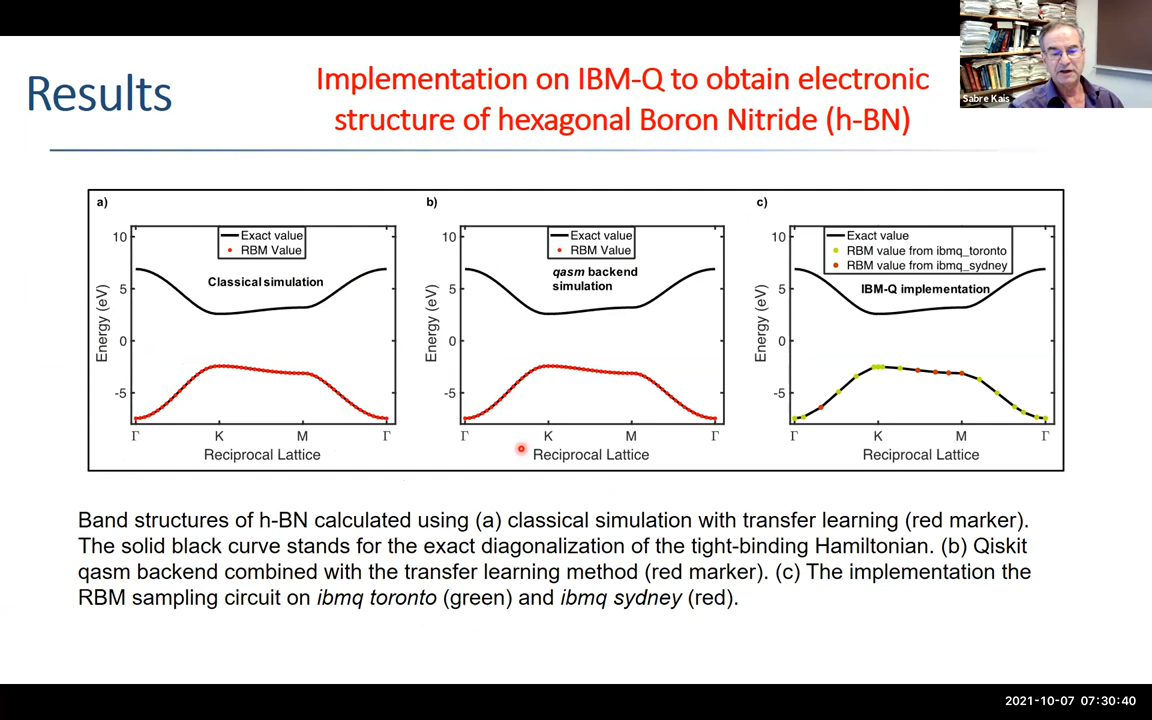 Results
Implementation on IBM-Q to obtain electronic
structure of hexagonal Boron Nitride (h-BN)
Sabre Kais
a)
10
5
0
-5
Energy (eV)
Exact value
RBM Value
Classical simulation
Γ K M Γ
Reciprocal Lattice
b)
10
5
0
-5
Energy (eV)
Exact value
RBM Value
qasm backend
simulation
Γ K M Γ
Reciprocal Lattice
c)
10
5
0
-5
Energy (eV)
Exact value
RBM value from ibmq_toronto
RBM value from ibmq_sydney
IBM-Q implementation
Γ K M Γ
Reciprocal Lattice
Band structures of h-BN calculated using (a) classical simulation with transfer learning (red marker).
The solid black curve stands for the exact diagonalization of the tight-binding Hamiltonian. (b) Qiskit
qasm backend combined with the transfer learning method (red marker). (c) The implementation the
RBM sampling circuit on ibmq toronto (green) and ibmq sydney (red).
2021-10-07 07:30:40